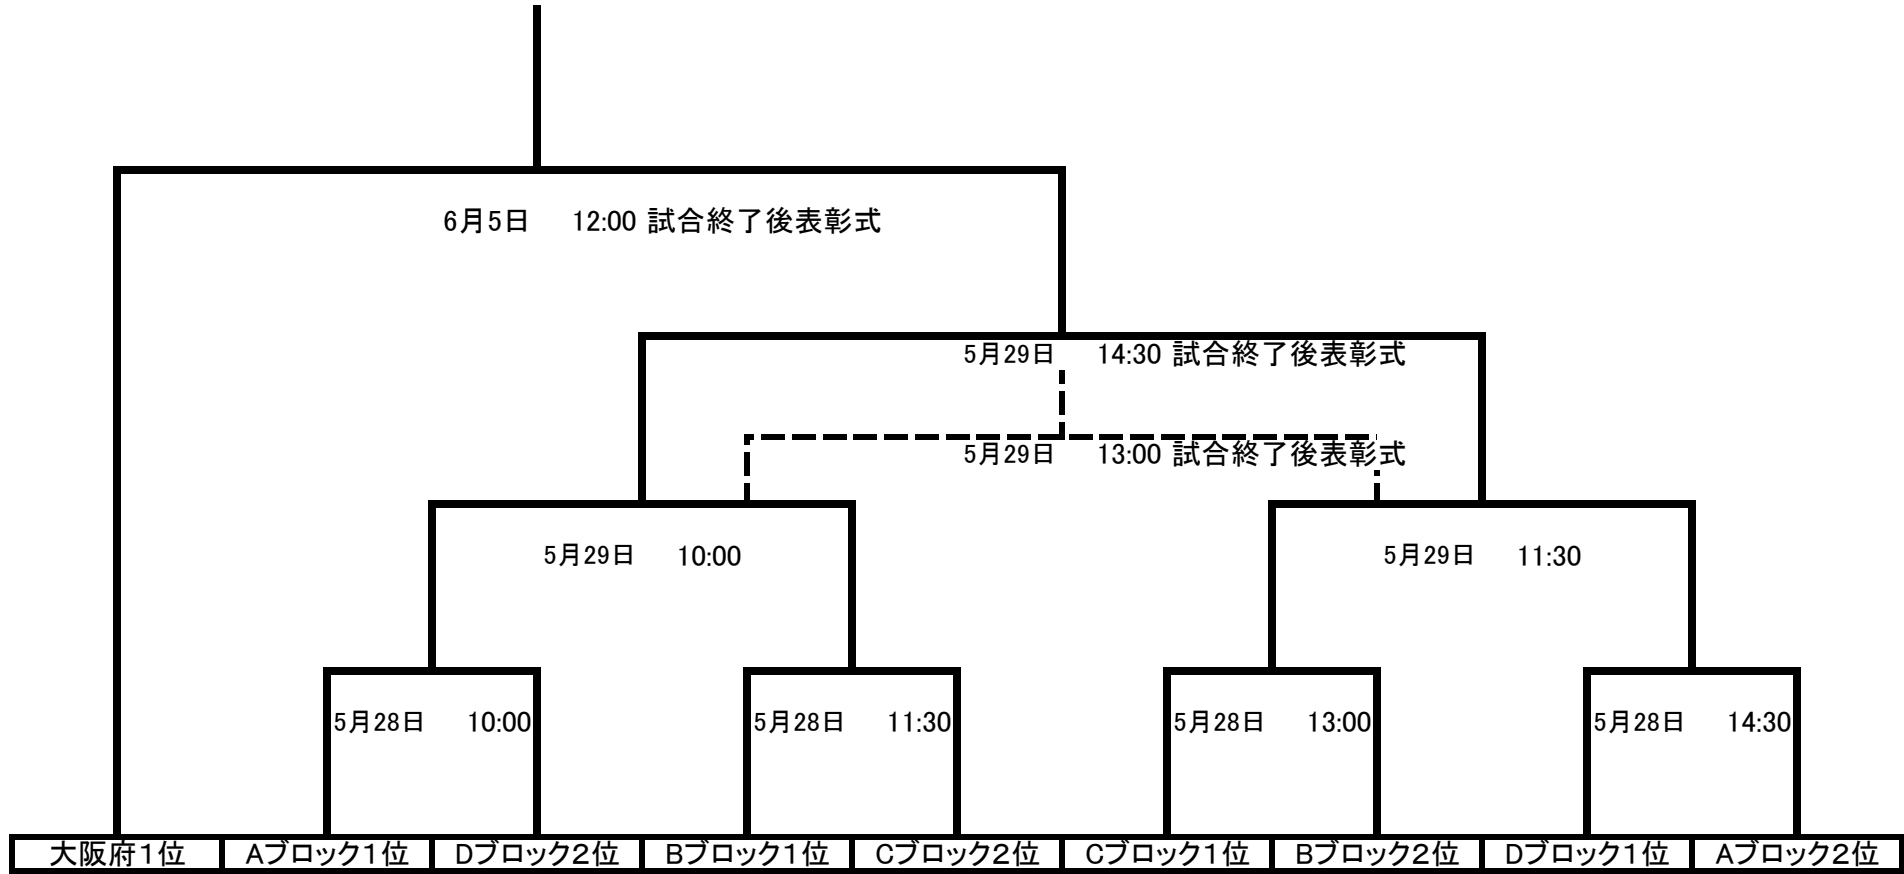 6月5日 12:00 試合終了後表彰式
5月29日 14:30 試合終了後表彰式
5月29日 13:00 試合終了後表彰式
5月29日 10:00
5月29日 11:30
5月28日 10:00
5月28日 11:30
5月28日 13:00
5月28日 14:30
大阪府1位
Aブロック1位
Dブロック2位
Bブロック1位
Cブロック2位
Cブロック1位
Bブロック2位
Dブロック1位
Aブロック2位